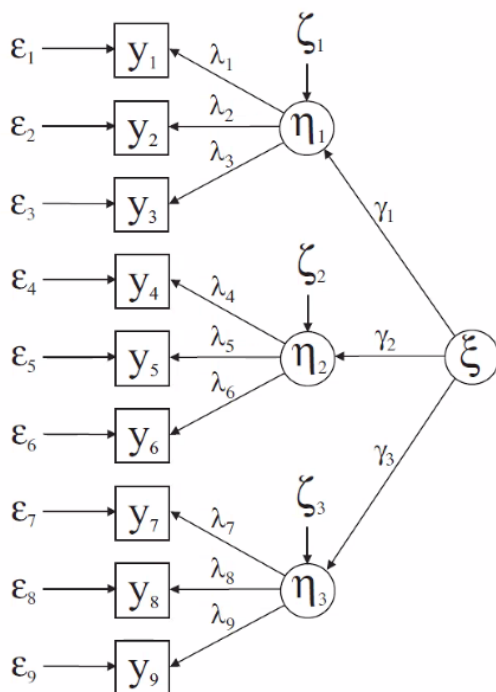 ζ₁
ε₁ y₁ λ₁
ε₂ y₂ λ₂ η₁
ε₃ y₃ λ₃
γ₁
ζ₂
ε₄ y₄ λ₄
ε₅ y₅ λ₅ η₂ γ₂ ξ
ε₆ y₆ λ₆
γ₃
ζ₃
ε₇ y₇ λ₇
ε₈ y₈ λ₈ η₃
ε₉ y₉ λ₉